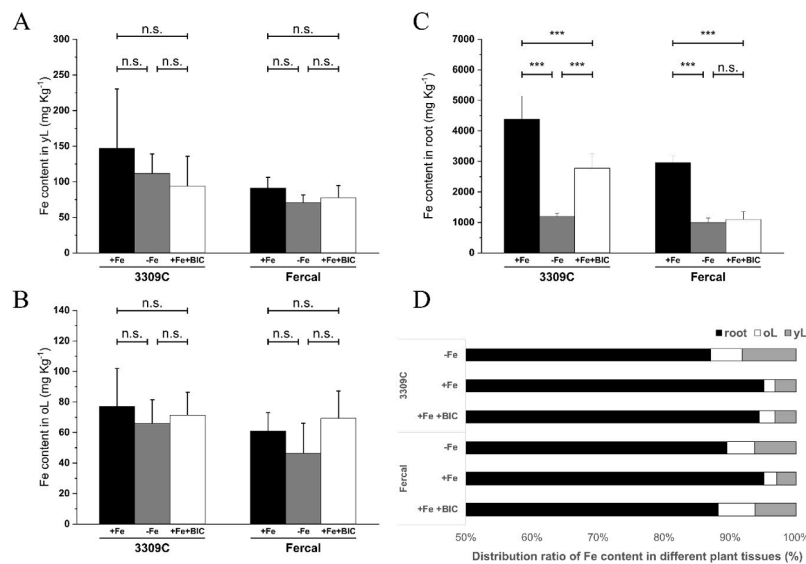 A
n.s.
n.s.
n.s. n.s.
n.s. n.s.
Fe content in yL (mg Kg⁻¹)
300
250
200
150
100
50
0
+Fe -Fe +Fe+BIC +Fe -Fe +Fe+BIC
3309C Fercal
B
n.s.
n.s.
n.s. n.s.
n.s. n.s.
Fe content in oL (mg Kg⁻¹)
140
120
100
80
60
40
20
0
+Fe -Fe +Fe+BIC +Fe -Fe +Fe+BIC
3309C Fercal
C
***
***
*** ***
*** n.s.
Fe content in root (mg Kg⁻¹)
7000
6000
5000
4000
3000
2000
1000
0
+Fe -Fe +Fe+BIC +Fe -Fe +Fe+BIC
3309C Fercal
D
root oL yL
3309C
-Fe
+Fe
+Fe +BIC
Fercal
-Fe
+Fe
+Fe +BIC
50% 60% 70% 80% 90% 100%
Distribution ratio of Fe content in different plant tissues (%)